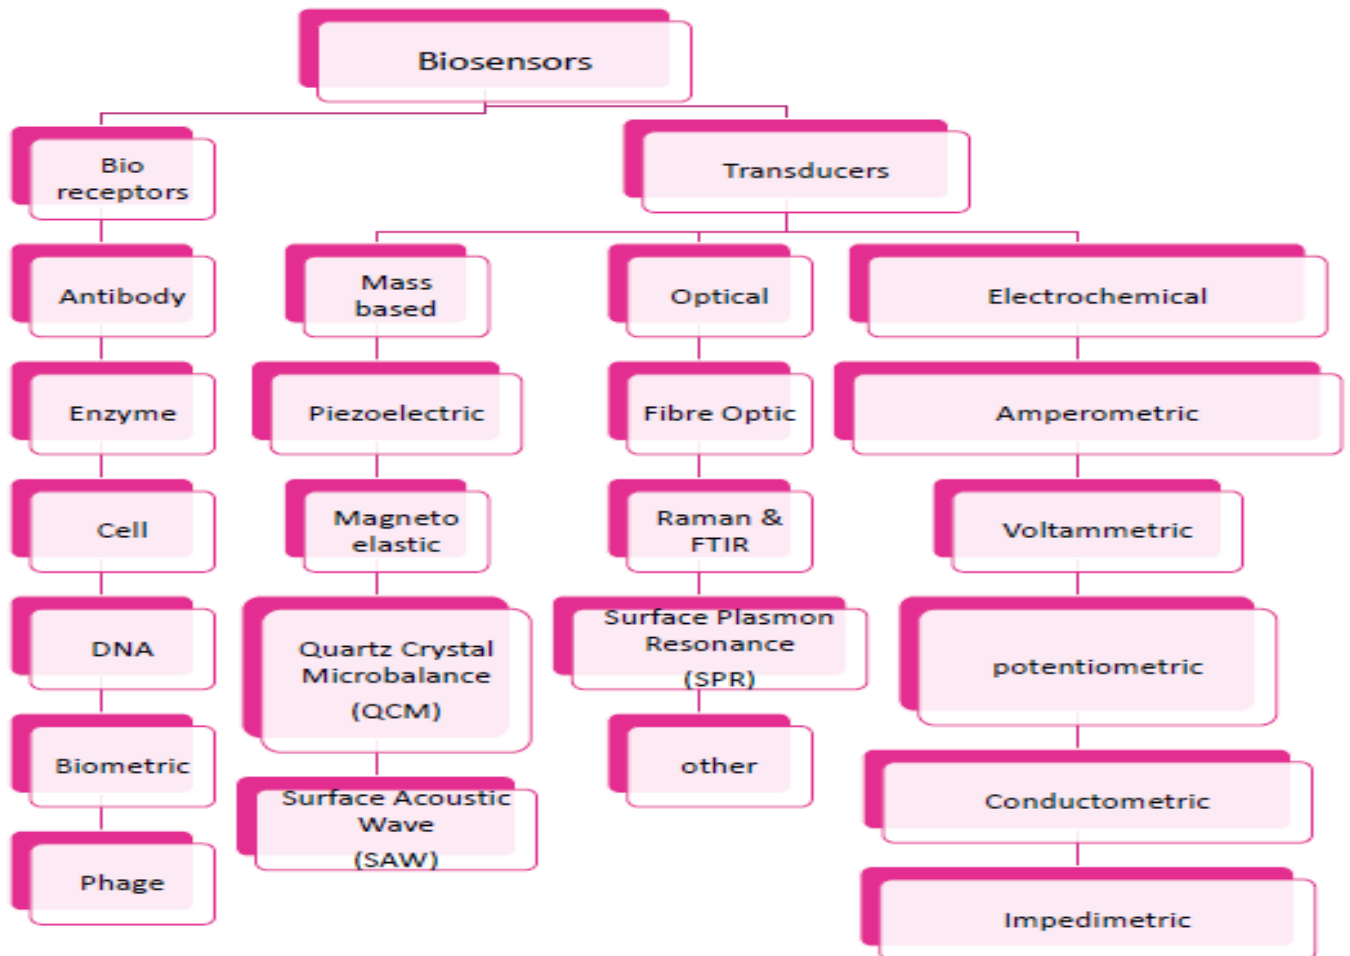 Biosensors
Bio
receptors
Transducers
Antibody
Mass
based
Optical
Electrochemical
Enzyme
Piezoelectric
Fibre Optic
Amperometric
Cell
Magneto
elastic
Raman &
FTIR
Voltammetric
DNA
Quartz Crystal
Microbalance
(QCM)
Surface Plasmon
Resonance
(SPR)
potentiometric
Biometric
Surface Acoustic
Wave
(SAW)
other
Conductometric
Phage
Impedimetric